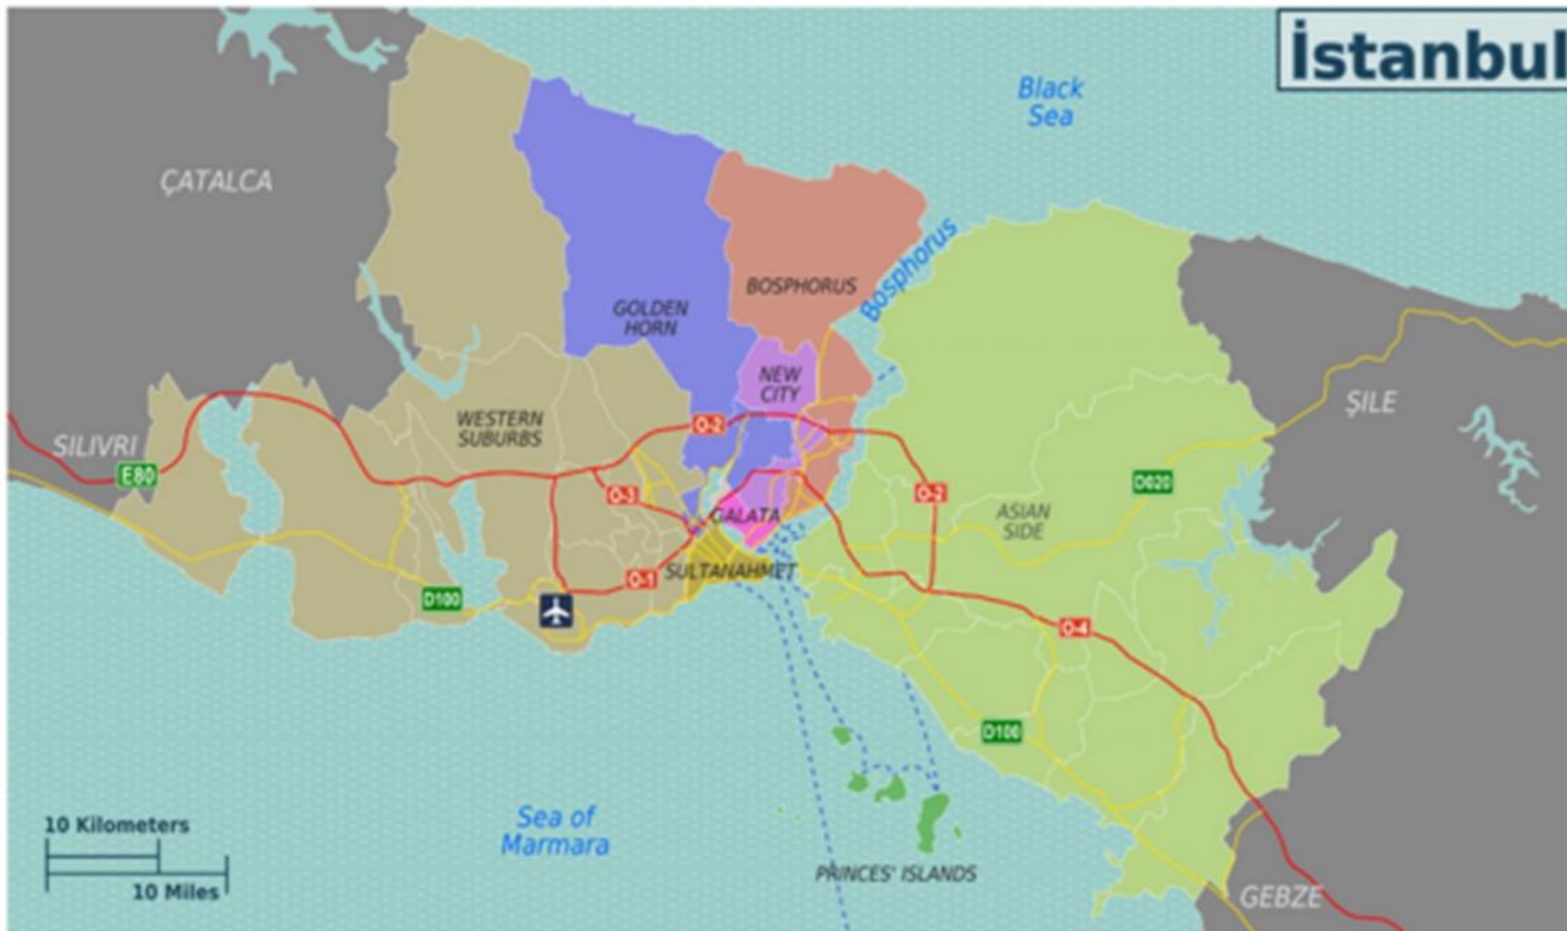 İstanbul
Black
Sea
ÇATALCA
Bosphorus
BOSPHORUS
GOLDEN
HORN
NEW
CITY
ŞILE
WESTERN
SUBURBS
O-2
SILIVRI
E80
D020
O-3
O-2
GALATA
ASIAN
SIDE
SULTANAHMET
O-1
D100
O-4
D100
Sea of
Marmara
10 Kilometers
10 Miles
PRINCES' ISLANDS
GEBZE